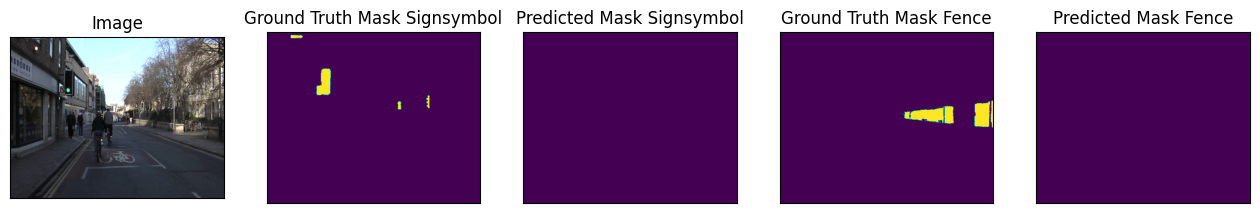 Image
Ground Truth Mask Signsymbol
Predicted Mask Signsymbol
Ground Truth Mask Fence
Predicted Mask Fence